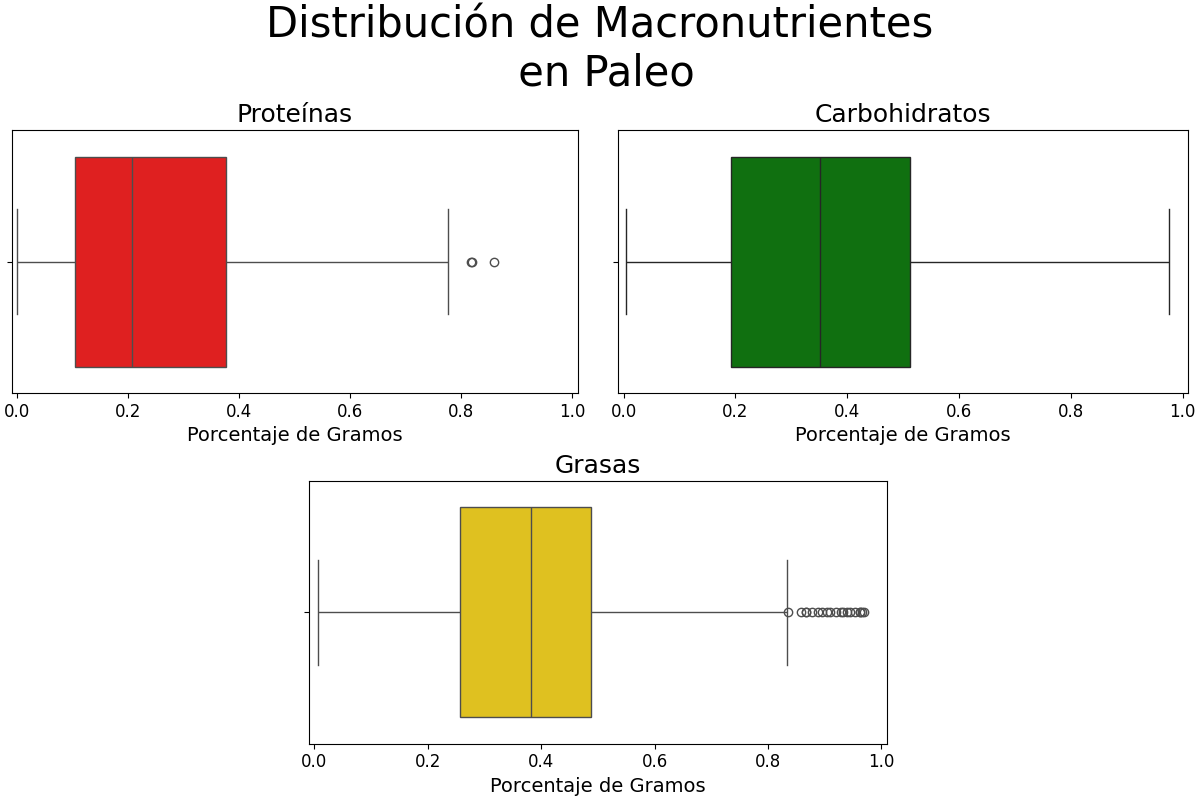 Distribución de Macronutrientes
en Paleo
Proteínas
0.0 0.2 0.4 0.6 0.8 1.0
Porcentaje de Gramos
Carbohidratos
0.0 0.2 0.4 0.6 0.8 1.0
Porcentaje de Gramos
Grasas
0.0 0.2 0.4 0.6 0.8 1.0
Porcentaje de Gramos